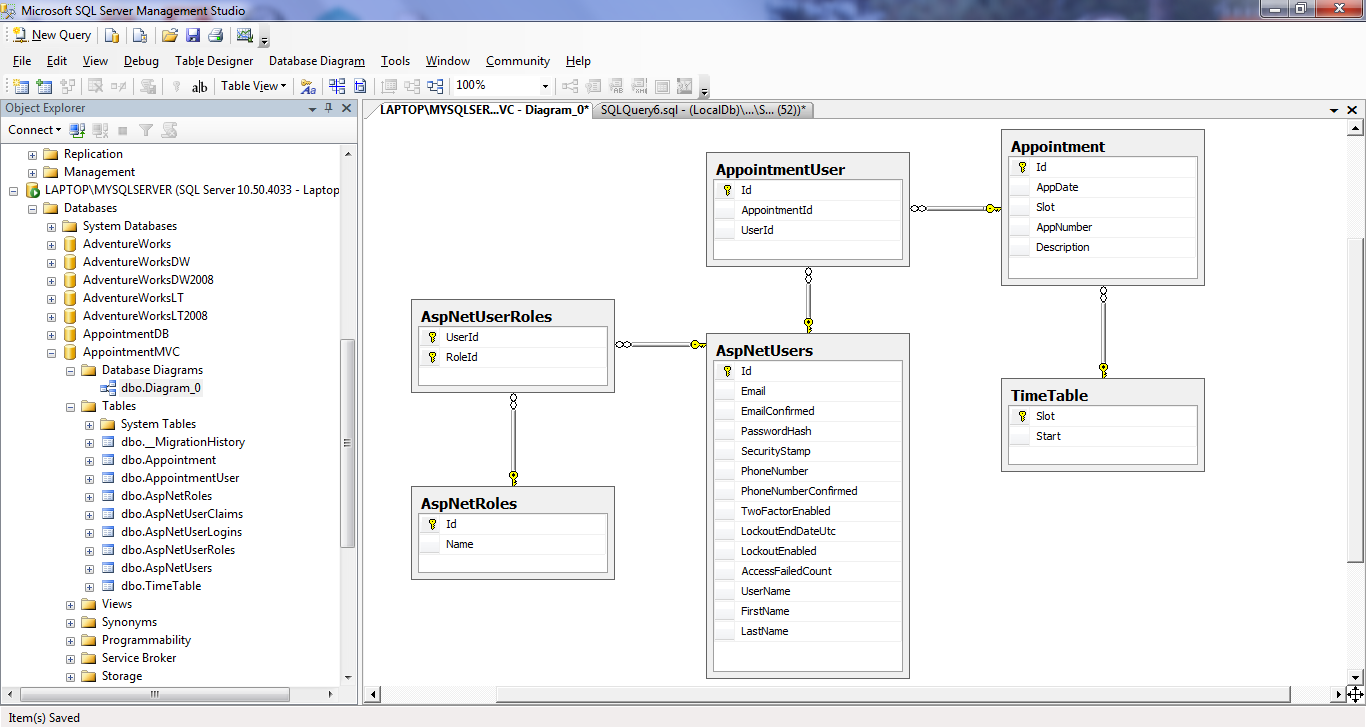 Microsoft SQL Server Management Studio
New Query
File Edit View Debug Table Designer Database Diagram Tools Window Community Help
ab Table View 100%
Object Explorer
LAPTOP\MYSQLSER...VC - Diagram_0* SQLQuery6.sql - (LocalDb)\...\S... (52))*
Connect
Replication
Management
LAPTOP\MYSQLSERVER (SQL Server 10.50.4033 - Laptop
Databases
System Databases
AdventureWorks
AdventureWorksDW
AdventureWorksDW2008
AdventureWorksLT
AdventureWorksLT2008
AppointmentDB
AppointmentMVC
Database Diagrams
dbo.Diagram_0
Tables
System Tables
dbo.__MigrationHistory
dbo.Appointment
dbo.AppointmentUser
dbo.AspNetRoles
dbo.AspNetUserClaims
dbo.AspNetUserLogins
dbo.AspNetUserRoles
dbo.AspNetUsers
dbo.TimeTable
Views
Synonyms
Programmability
Service Broker
Storage
AppointmentUser
Id
AppointmentId
UserId
Appointment
Id
AppDate
Slot
AppNumber
Description
AspNetUserRoles
UserId
RoleId
AspNetUsers
Id
Email
EmailConfirmed
PasswordHash
SecurityStamp
PhoneNumber
PhoneNumberConfirmed
TwoFactorEnabled
LockoutEndDateUtc
LockoutEnabled
AccessFailedCount
UserName
FirstName
LastName
TimeTable
Slot
Start
AspNetRoles
Id
Name
Item(s) Saved